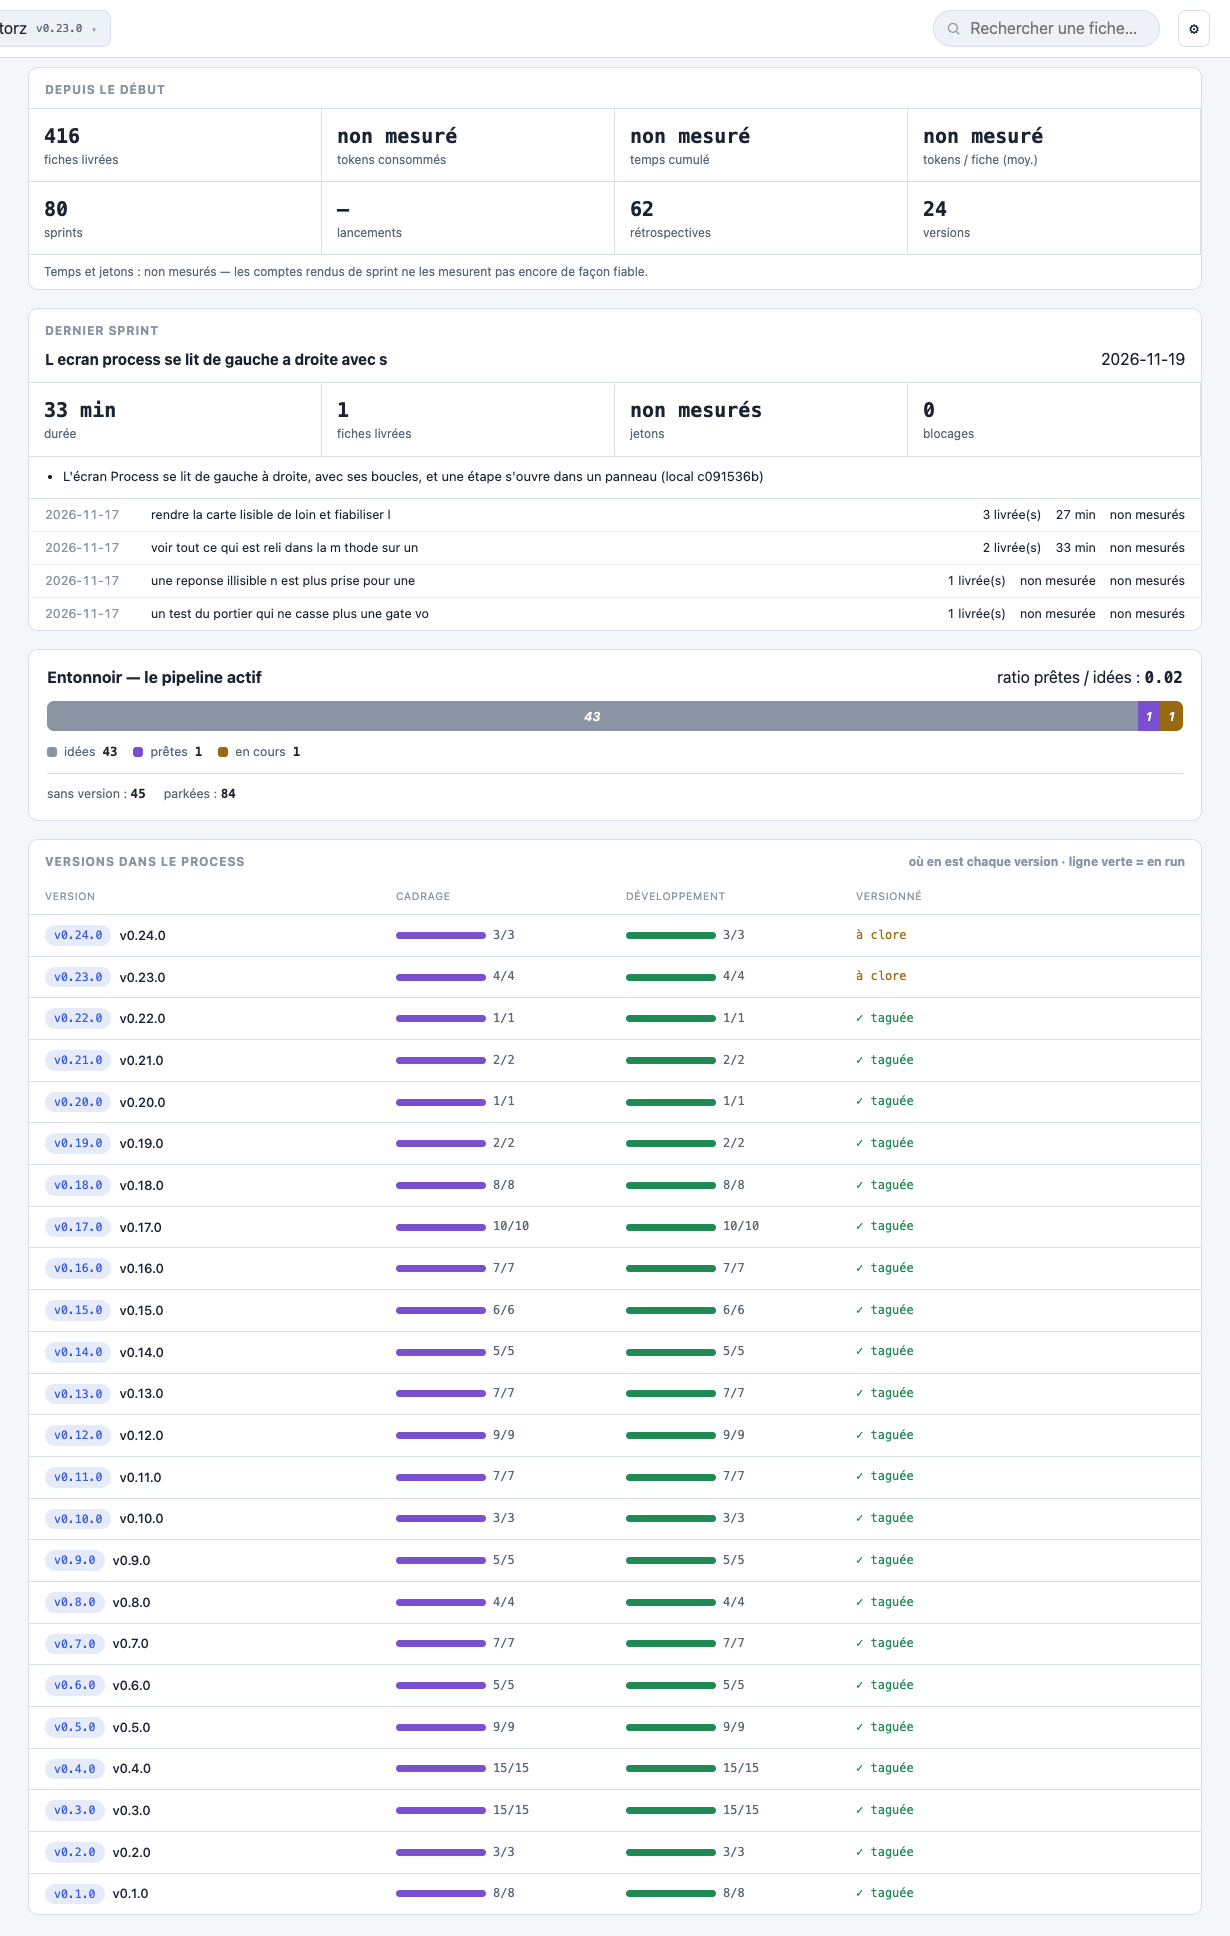 torz v0.23.0
Rechercher une fiche...
DEPUIS LE DÉBUT
416 non mesuré non mesuré non mesuré
fiches livrées tokens consommés temps cumulé tokens / fiche (moy.)
80 — 62 24
sprints lancements rétrospectives versions
Temps et jetons : non mesurés — les comptes rendus de sprint ne les mesurent pas encore de façon fiable.
DERNIER SPRINT
L ecran process se lit de gauche a droite avec s 2026-11-19
33 min 1 non mesurés 0
durée fiches livrées jetons blocages
• L'écran Process se lit de gauche à droite, avec ses boucles, et une étape s'ouvre dans un panneau (local c091536b)
2026-11-17 rendre la carte lisible de loin et fiabiliser l 3 livrée(s) 27 min non mesurés
2026-11-17 voir tout ce qui est reli dans la m thode sur un 2 livrée(s) 33 min non mesurés
2026-11-17 une reponse illisible n est plus prise pour une 1 livrée(s) non mesurée non mesurés
2026-11-17 un test du portier qui ne casse plus une gate vo 1 livrée(s) non mesurée non mesurés
Entonnoir — le pipeline actif ratio prêtes / idées : 0.02
43 1 1
idées 43 prêtes 1 en cours 1
sans version : 45 parkées : 84
VERSIONS DANS LE PROCESS où en est chaque version · ligne verte = en run
VERSION CADRAGE DÉVELOPPEMENT VERSIONNÉ
v0.24.0 v0.24.0 3/3 3/3 à clore
v0.23.0 v0.23.0 4/4 4/4 à clore
v0.22.0 v0.22.0 1/1 1/1 ✓ taguée
v0.21.0 v0.21.0 2/2 2/2 ✓ taguée
v0.20.0 v0.20.0 1/1 1/1 ✓ taguée
v0.19.0 v0.19.0 2/2 2/2 ✓ taguée
v0.18.0 v0.18.0 8/8 8/8 ✓ taguée
v0.17.0 v0.17.0 10/10 10/10 ✓ taguée
v0.16.0 v0.16.0 7/7 7/7 ✓ taguée
v0.15.0 v0.15.0 6/6 6/6 ✓ taguée
v0.14.0 v0.14.0 5/5 5/5 ✓ taguée
v0.13.0 v0.13.0 7/7 7/7 ✓ taguée
v0.12.0 v0.12.0 9/9 9/9 ✓ taguée
v0.11.0 v0.11.0 7/7 7/7 ✓ taguée
v0.10.0 v0.10.0 3/3 3/3 ✓ taguée
v0.9.0 v0.9.0 5/5 5/5 ✓ taguée
v0.8.0 v0.8.0 4/4 4/4 ✓ taguée
v0.7.0 v0.7.0 7/7 7/7 ✓ taguée
v0.6.0 v0.6.0 5/5 5/5 ✓ taguée
v0.5.0 v0.5.0 9/9 9/9 ✓ taguée
v0.4.0 v0.4.0 15/15 15/15 ✓ taguée
v0.3.0 v0.3.0 15/15 15/15 ✓ taguée
v0.2.0 v0.2.0 3/3 3/3 ✓ taguée
v0.1.0 v0.1.0 8/8 8/8 ✓ taguée